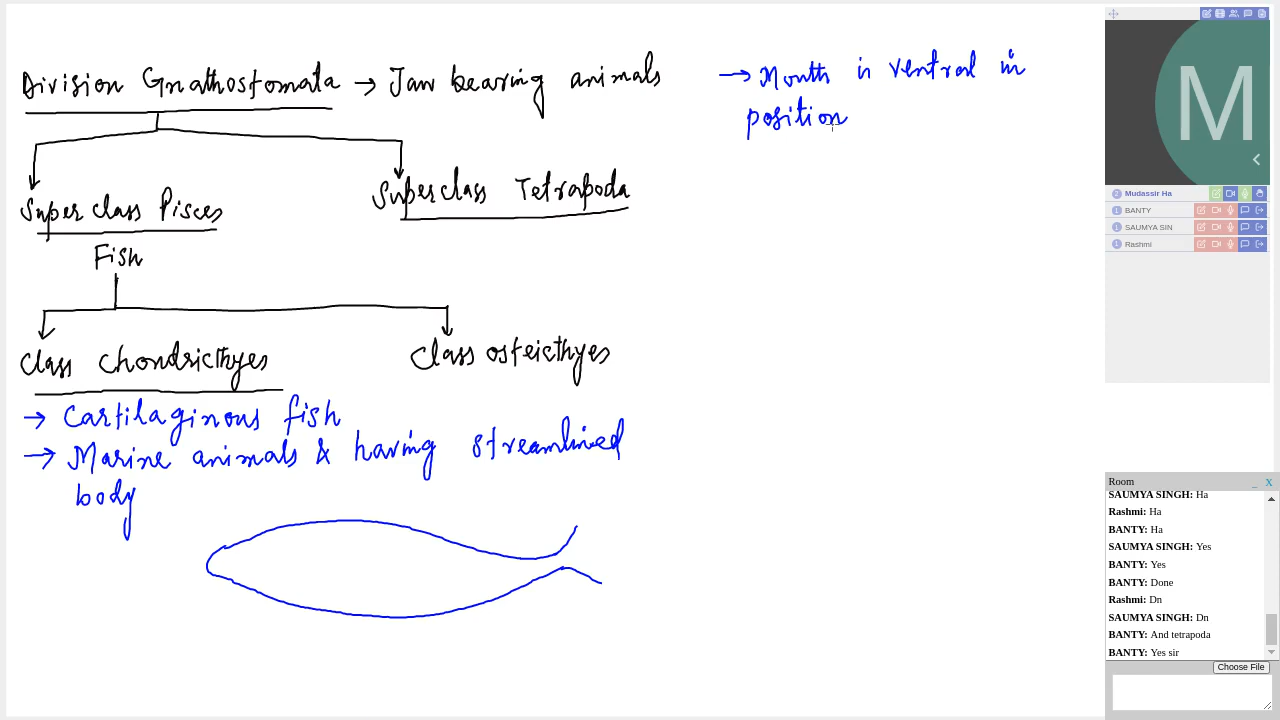 Division Gnathostomata → Jaw bearing animals
Superclass Pisces
Superclass Tetrapoda
Fish
Class Chondricthyes
Class osteicthyes
→ Cartilaginous fish
→ Marine animals & having streamlined
body
→ Mouth is ventral in
position
M
Mudassir Ha
BANTY
SAUMYA SIN
Rashmi
Room
SAUMYA SINGH: Ha
Rashmi: Ha
BANTY: Ha
SAUMYA SINGH: Yes
BANTY: Yes
BANTY: Done
Rashmi: Dn
SAUMYA SINGH: Dn
BANTY: And tetrapoda
BANTY: Yes sir
Choose File